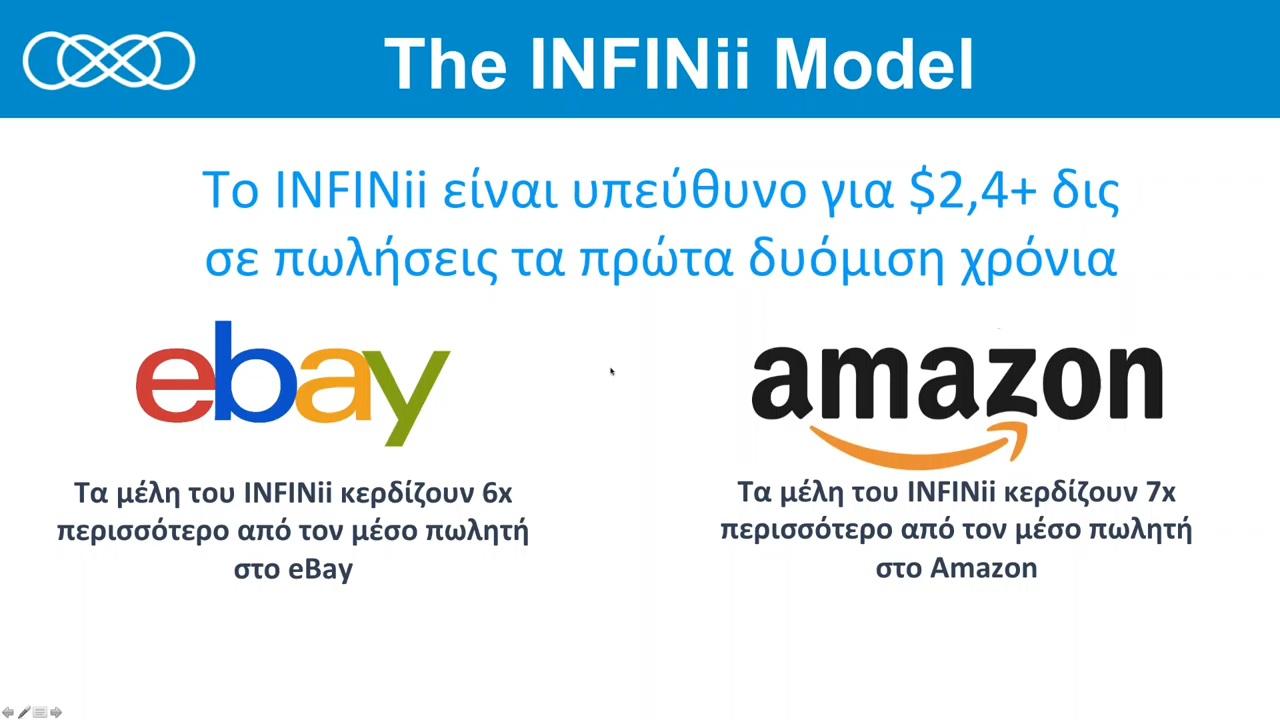 The INFINii Model
Το INFINii είναι υπεύθυνο για $2,4+ δις
σε πωλήσεις τα πρώτα δυόμιση χρόνια
ebay
amazon
Τα μέλη του INFINii κερδίζουν 6x
περισσότερο από τον μέσο πωλητή
στο eBay
Τα μέλη του INFINii κερδίζουν 7x
περισσότερο από τον μέσο πωλητή
στο Amazon